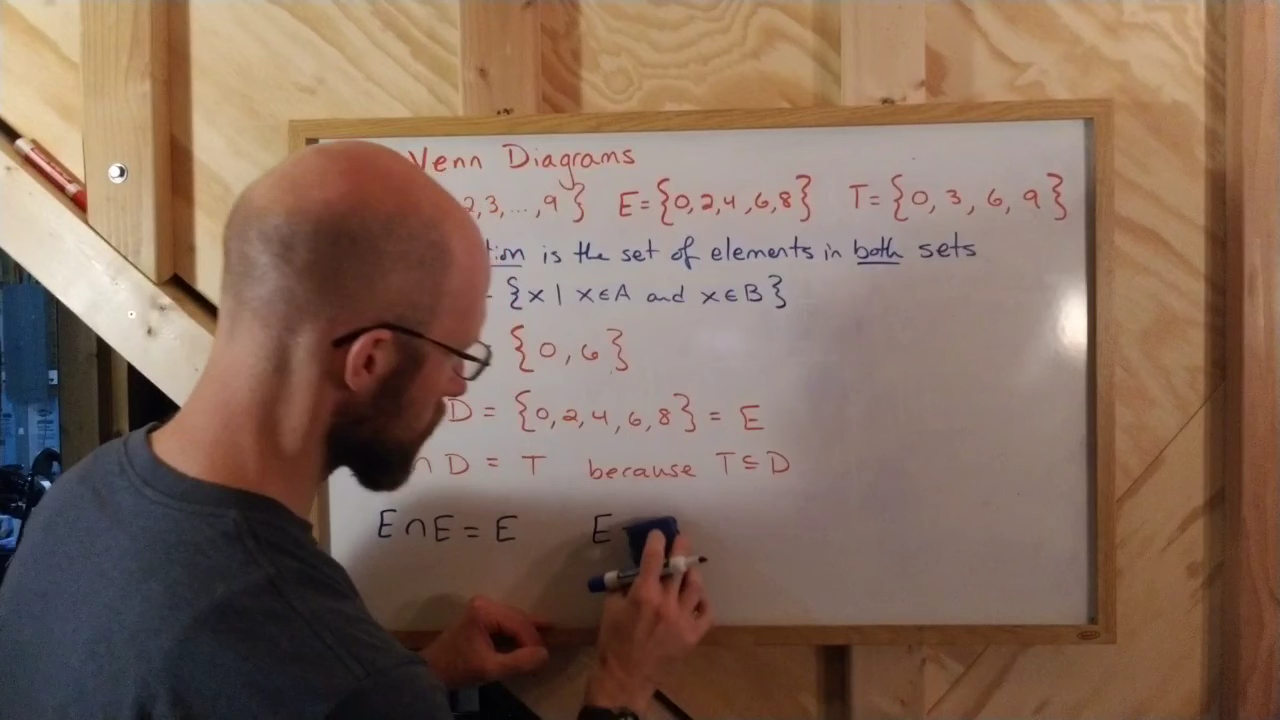 Venn Diagrams
2,3,...,9} E={0,2,4,6,8} T={0,3,6,9}
tion is the set of elements in both sets
{x | x∈A and x∈B}
{0,6}
D = {0,2,4,6,8} = E
∩ D = T because T⊆D
E∩E = E E